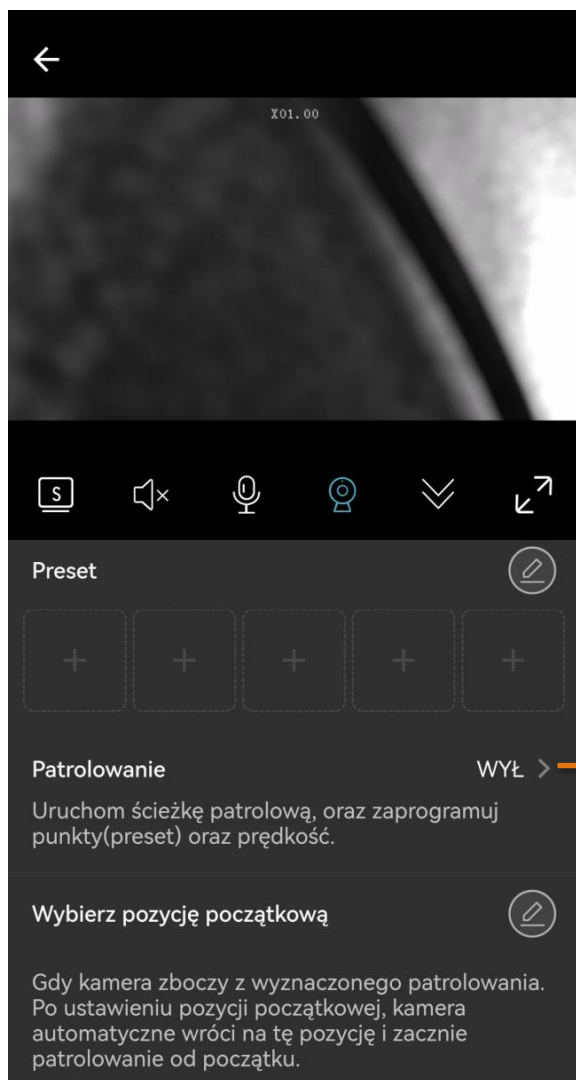 X01.00
S
Preset
Patrolowanie WYŁ
Uruchom ścieżkę patrolową, oraz zaprogramuj
punkty(preset) oraz prędkość.
Wybierz pozycję początkową
Gdy kamera zboczy z wyznaczonego patrolowania.
Po ustawieniu pozycji początkowej, kamera
automatyczne wróci na tę pozycję i zacznie
patrolowanie od początku.